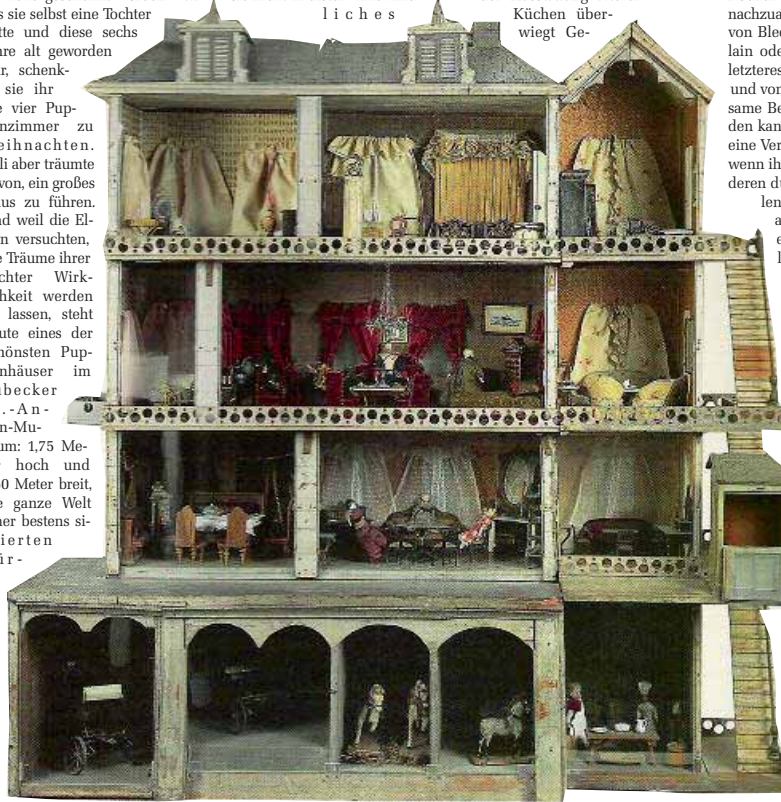 s sie selbst eine Tochter
tte und diese sechs
hre alt geworden
r, schenk-
sie ihr
e vier Pup-
nzimmer zu
eihnachten.
li aber träumte
von, ein großes
us zu führen.
d weil die El-
n versuchten,
e Träume ihrer
chter Wirk-
hkeit werden
lassen, steht
ute eines der
hönsten Pup-
nhäuser im
becker
.-An-
n-Mu-
um: 1,75 Me-
hoch und
0 Meter breit,
e ganze Welt
ner bestens si-
ierten
ür-
liches
Küchen über-
wiegt Ge-
nachzua
von Blec
lain ode
letzteres
und von
same Be
den kan
eine Ver
wenn ih
deren du
len
a
e
l